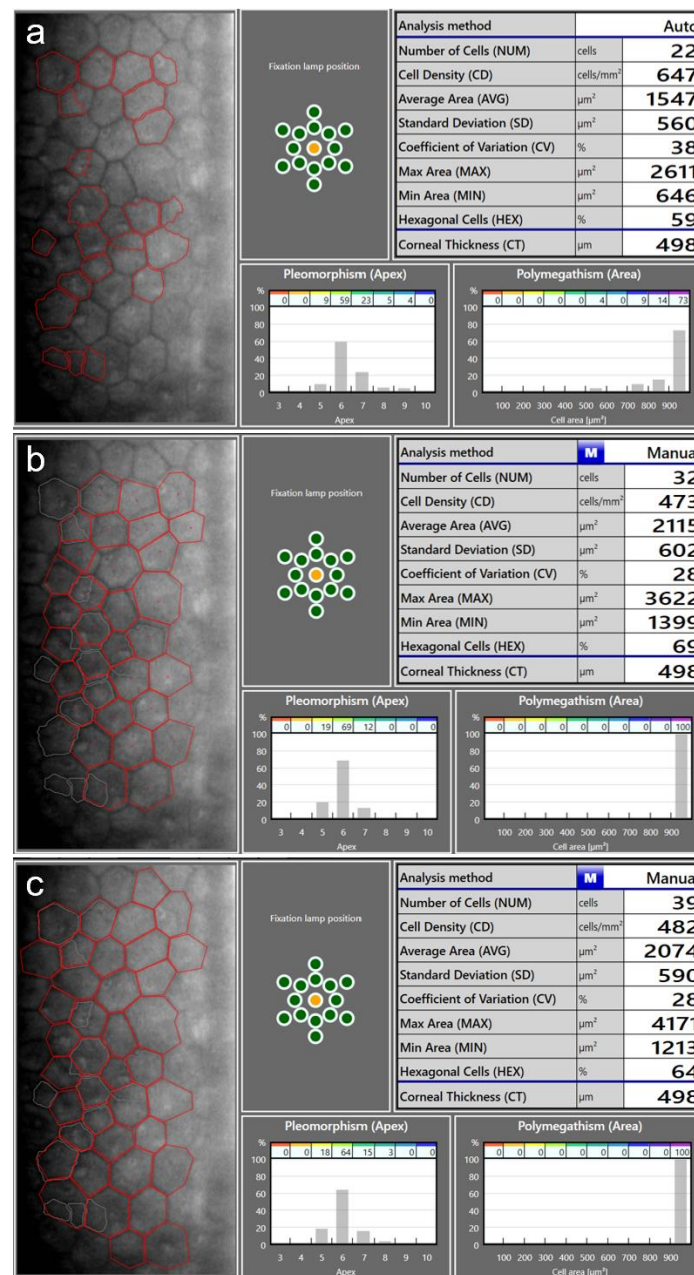 a
Fixation lamp position
Analysis method Auto
Number of Cells (NUM) cells 22
Cell Density (CD) cells/mm² 647
Average Area (AVG) µm² 1547
Standard Deviation (SD) µm² 560
Coefficient of Variation (CV) % 38
Max Area (MAX) µm² 2611
Min Area (MIN) µm² 646
Hexagonal Cells (HEX) % 59
Corneal Thickness (CT) µm 498
Pleomorphism (Apex)
% 0 0 9 59 23 5 4 0
100
80
60
40
20
0
3 4 5 6 7 8 9 10
Apex
Polymegathism (Area)
% 0 0 0 0 0 4 0 9 14 73
100
80
60
40
20
0
100 200 300 400 500 600 700 800 900
Cell area [µm²]
b
Fixation lamp position
Analysis method M Manua
Number of Cells (NUM) cells 32
Cell Density (CD) cells/mm² 473
Average Area (AVG) µm² 2115
Standard Deviation (SD) µm² 602
Coefficient of Variation (CV) % 28
Max Area (MAX) µm² 3622
Min Area (MIN) µm² 1399
Hexagonal Cells (HEX) % 69
Corneal Thickness (CT) µm 498
Pleomorphism (Apex)
% 0 0 19 69 12 0 0 0
100
80
60
40
20
0
3 4 5 6 7 8 9 10
Apex
Polymegathism (Area)
% 0 0 0 0 0 0 0 0 0 100
100
80
60
40
20
0
100 200 300 400 500 600 700 800 900
Cell area [µm²]
c
Fixation lamp position
Analysis method M Manua
Number of Cells (NUM) cells 39
Cell Density (CD) cells/mm² 482
Average Area (AVG) µm² 2074
Standard Deviation (SD) µm² 590
Coefficient of Variation (CV) % 28
Max Area (MAX) µm² 4171
Min Area (MIN) µm² 1213
Hexagonal Cells (HEX) % 64
Corneal Thickness (CT) µm 498
Pleomorphism (Apex)
% 0 0 18 64 15 3 0 0
100
80
60
40
20
0
3 4 5 6 7 8 9 10
Apex
Polymegathism (Area)
% 0 0 0 0 0 0 0 0 0 100
100
80
60
40
20
0
100 200 300 400 500 600 700 800 900
Cell area [µm²]